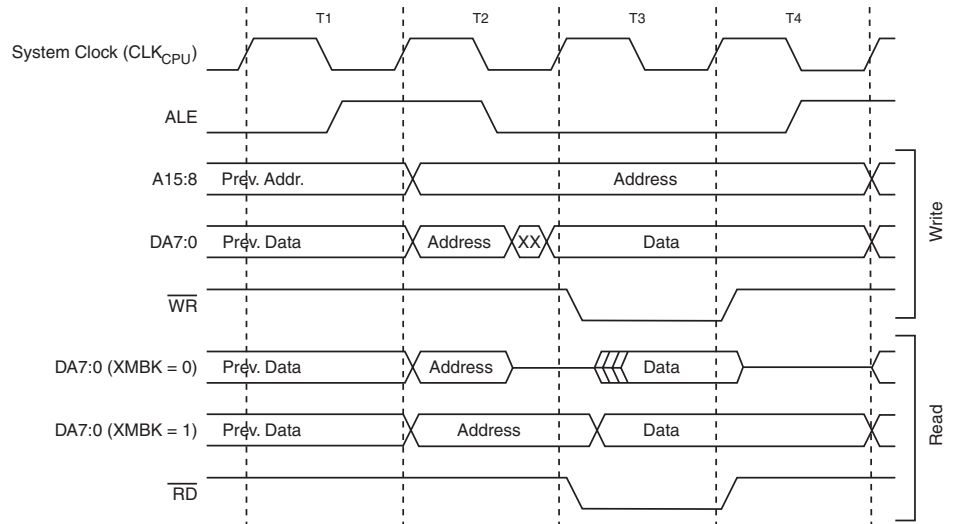 T1 T2 T3 T4
System Clock (CLKCPU)
ALE
A15:8 Prev. Addr. Address
DA7:0 Prev. Data Address XX Data
WR
Write
DA7:0 (XMBK = 0) Prev. Data Address Data
DA7:0 (XMBK = 1) Prev. Data Address Data
RD
Read